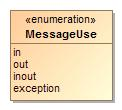 «enumeration»
MessageUse
in
out
inout
exception